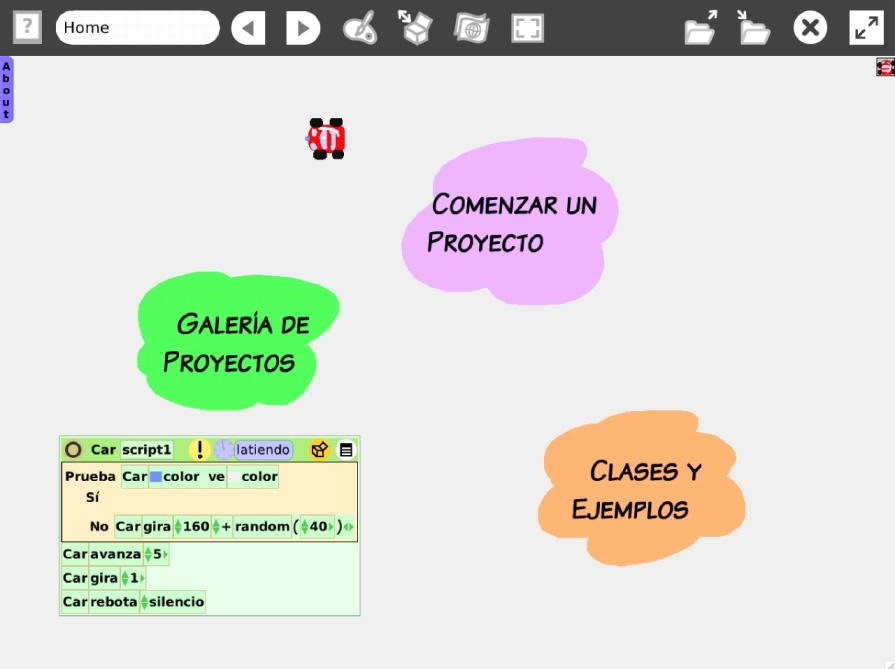 ?
Home
About
Comenzar un
Proyecto
Galería de
Proyectos
Clases y
Ejemplos
Car script1 ! latiendo
Prueba Car color ve color
Sí
No Car gira 160 + random ( 40 )
Car avanza 5
Car gira 1
Car rebota silencio